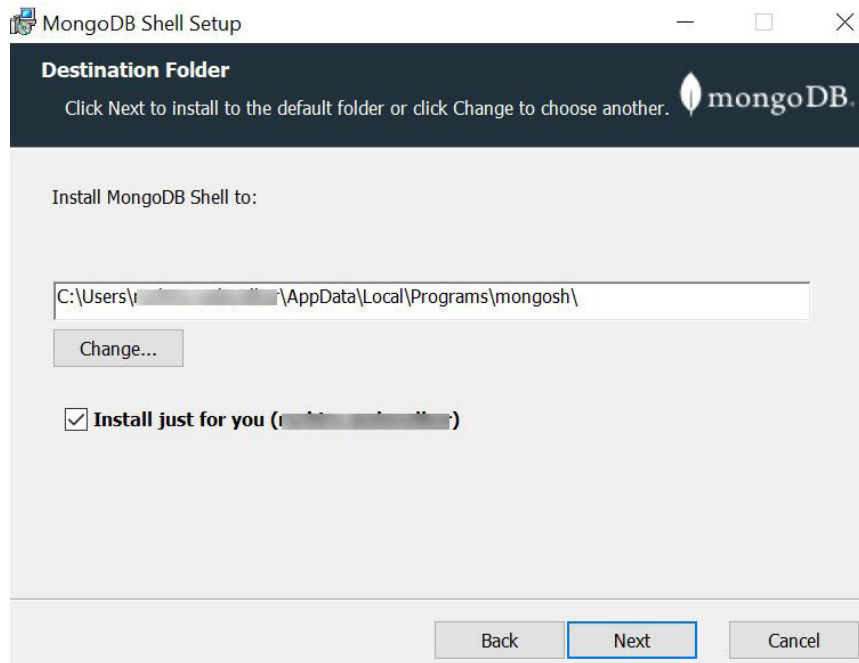 MongoDB Shell Setup
Destination Folder
Click Next to install to the default folder or click Change to choose another.
mongoDB.
Install MongoDB Shell to:
C:\Users\ \AppData\Local\Programs\mongosh\
Change...
Install just for you ( )
Back
Next
Cancel